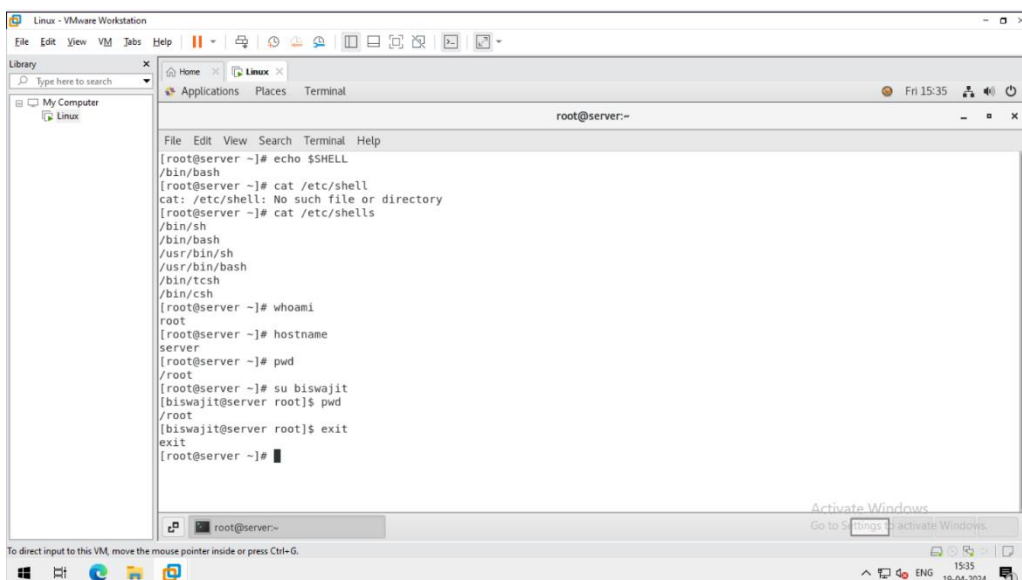 Linux - VMware Workstation
File Edit View VM Tabs Help
Library
Type here to search
My Computer
Linux
Home
Linux
Applications Places Terminal
Fri 15:35
root@server:~
File Edit View Search Terminal Help
[root@server ~]# echo $SHELL
/bin/bash
[root@server ~]# cat /etc/shell
cat: /etc/shell: No such file or directory
[root@server ~]# cat /etc/shells
/bin/sh
/bin/bash
/usr/bin/sh
/usr/bin/bash
/bin/tcsh
/bin/csh
[root@server ~]# whoami
root
[root@server ~]# hostname
server
[root@server ~]# pwd
/root
[root@server ~]# su biswajit
[biswajit@server root]$ pwd
/root
[biswajit@server root]$ exit
exit
[root@server ~]#
Activate Windows
Go to Settings to activate Windows.
root@server:~
To direct input to this VM, move the mouse pointer inside or press Ctrl+G.
ENG
15:35
19-04-2024